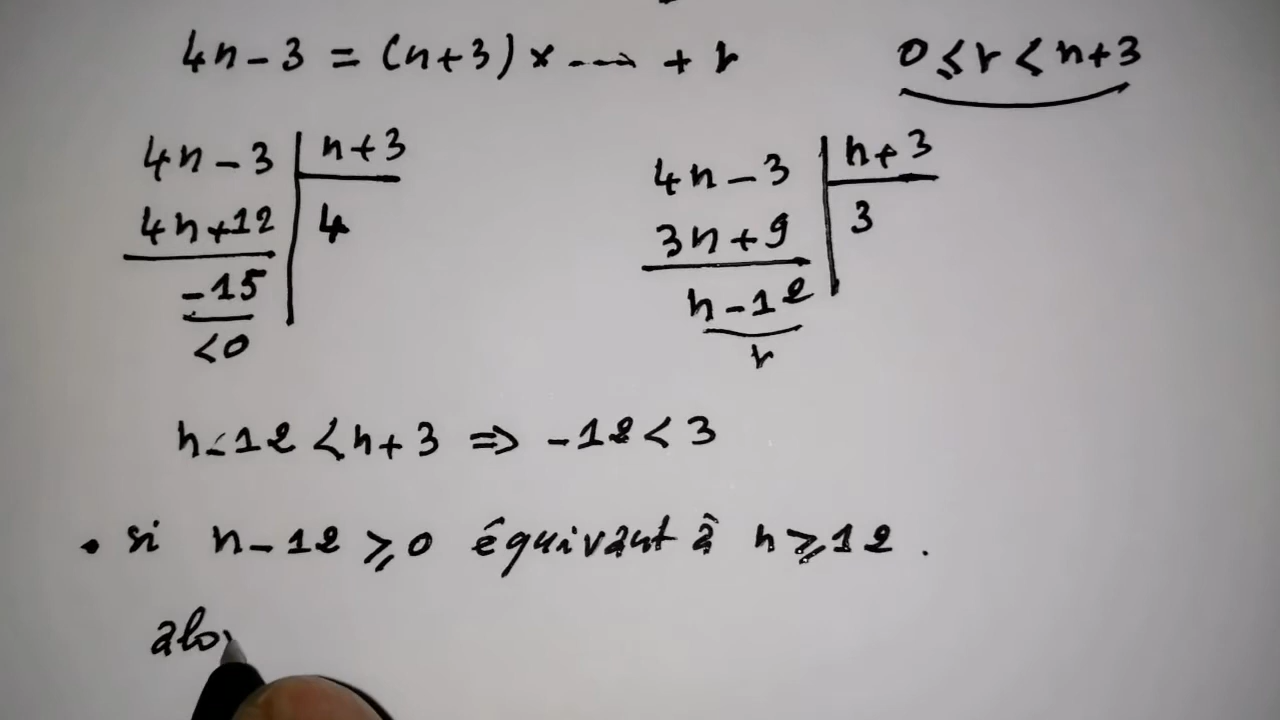 4n - 3 = (n+3) × ..... + r    0 ⩽ r < n+3
4n - 3 | n+3
4n+12 | 4
-15
<0
4n - 3 | n+3
3n + 9 | 3
n - 12
r
n-12 < n+3 ⇒ -12 < 3
• si n - 12 ⩾ 0 équivaut à n ⩾ 12 .
alor